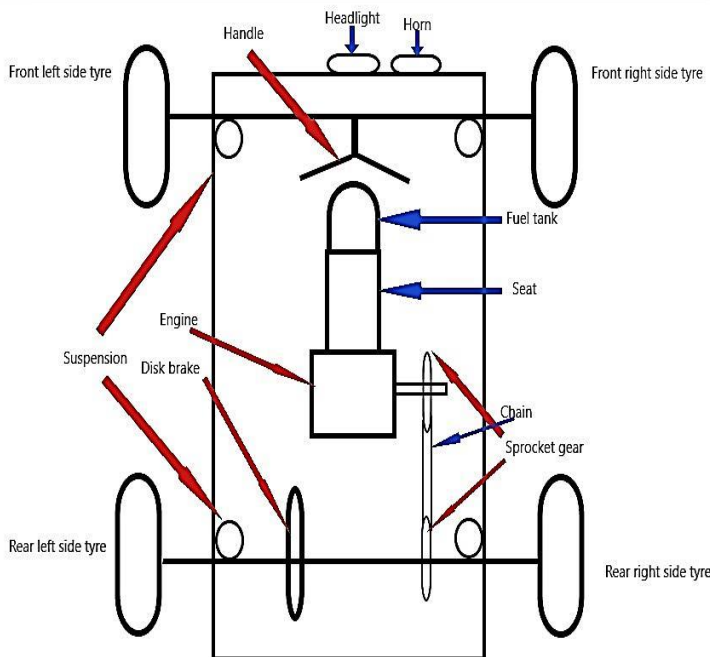 Headlight
Horn
Handle
Front left side tyre
Front right side tyre
Fuel tank
Seat
Engine
Suspension
Disk brake
Chain
Sprocket gear
Rear left side tyre
Rear right side tyre